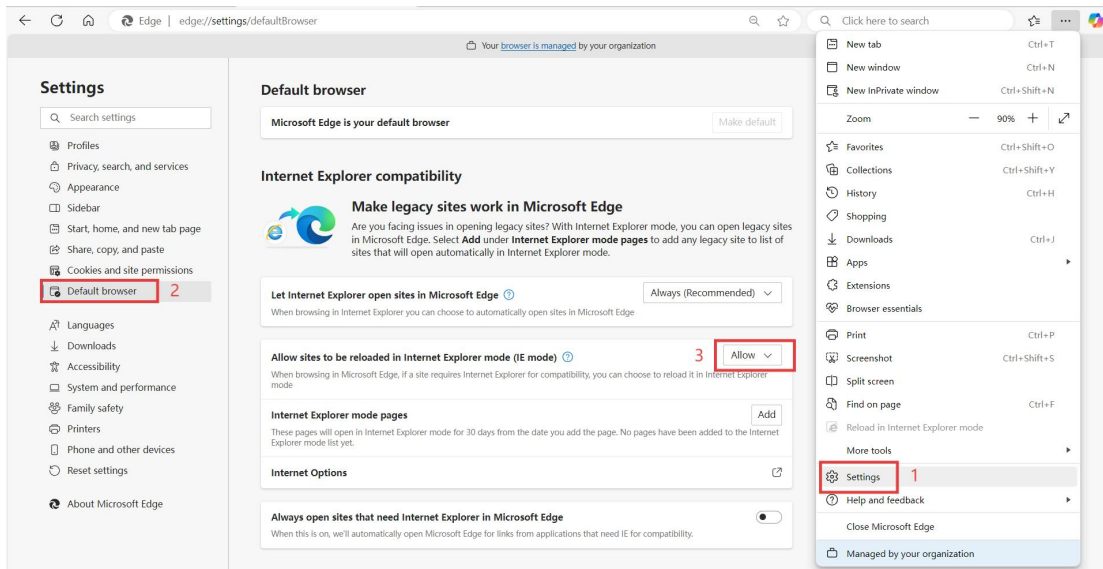 Edge | edge://settings/defaultBrowser
Click here to search
Your browser is managed by your organization
Settings
Search settings
Profiles
Privacy, search, and services
Appearance
Sidebar
Start, home, and new tab page
Share, copy, and paste
Cookies and site permissions
Default browser 2
Languages
Downloads
Accessibility
System and performance
Family safety
Printers
Phone and other devices
Reset settings
About Microsoft Edge
Default browser
Microsoft Edge is your default browser Make default
Internet Explorer compatibility
Make legacy sites work in Microsoft Edge
Are you facing issues in opening legacy sites? With Internet Explorer mode, you can open legacy sites
in Microsoft Edge. Select Add under Internet Explorer mode pages to add any legacy site to list of
sites that will open automatically in Internet Explorer mode.
Let Internet Explorer open sites in Microsoft Edge ? Always (Recommended)
When browsing in Internet Explorer you can choose to automatically open sites in Microsoft Edge
Allow sites to be reloaded in Internet Explorer mode (IE mode) ? 3 Allow
When browsing in Microsoft Edge, if a site requires Internet Explorer for compatibility, you can choose to reload it in Internet Explorer
mode
Internet Explorer mode pages Add
These pages will open in Internet Explorer mode for 30 days from the date you add the page. No pages have been added to the Internet
Explorer mode list yet.
Internet Options
Always open sites that need Internet Explorer in Microsoft Edge
When this is on, we'll automatically open Microsoft Edge for links from applications that need IE for compatibility.
New tab Ctrl+T
New window Ctrl+N
New InPrivate window Ctrl+Shift+N
Zoom — 90% +
Favorites Ctrl+Shift+O
Collections Ctrl+Shift+Y
History Ctrl+H
Shopping
Downloads Ctrl+J
Apps
Extensions
Browser essentials
Print Ctrl+P
Screenshot Ctrl+Shift+S
Split screen
Find on page Ctrl+F
Reload in Internet Explorer mode
More tools
Settings 1
Help and feedback
Close Microsoft Edge
Managed by your organization